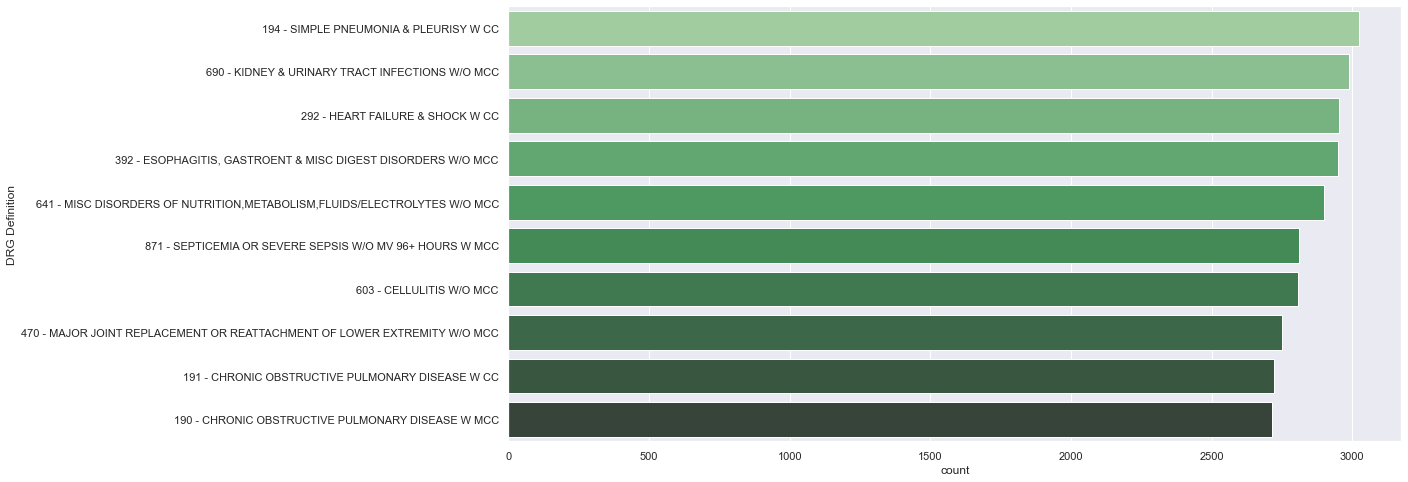 194 - SIMPLE PNEUMONIA & PLEURISY W CC
690 - KIDNEY & URINARY TRACT INFECTIONS W/O MCC
292 - HEART FAILURE & SHOCK W CC
392 - ESOPHAGITIS, GASTROENT & MISC DIGEST DISORDERS W/O MCC
641 - MISC DISORDERS OF NUTRITION,METABOLISM,FLUIDS/ELECTROLYTES W/O MCC
871 - SEPTICEMIA OR SEVERE SEPSIS W/O MV 96+ HOURS W MCC
603 - CELLULITIS W/O MCC
470 - MAJOR JOINT REPLACEMENT OR REATTACHMENT OF LOWER EXTREMITY W/O MCC
191 - CHRONIC OBSTRUCTIVE PULMONARY DISEASE W CC
190 - CHRONIC OBSTRUCTIVE PULMONARY DISEASE W MCC
DRG Definition
0 500 1000 1500 2000 2500 3000
count